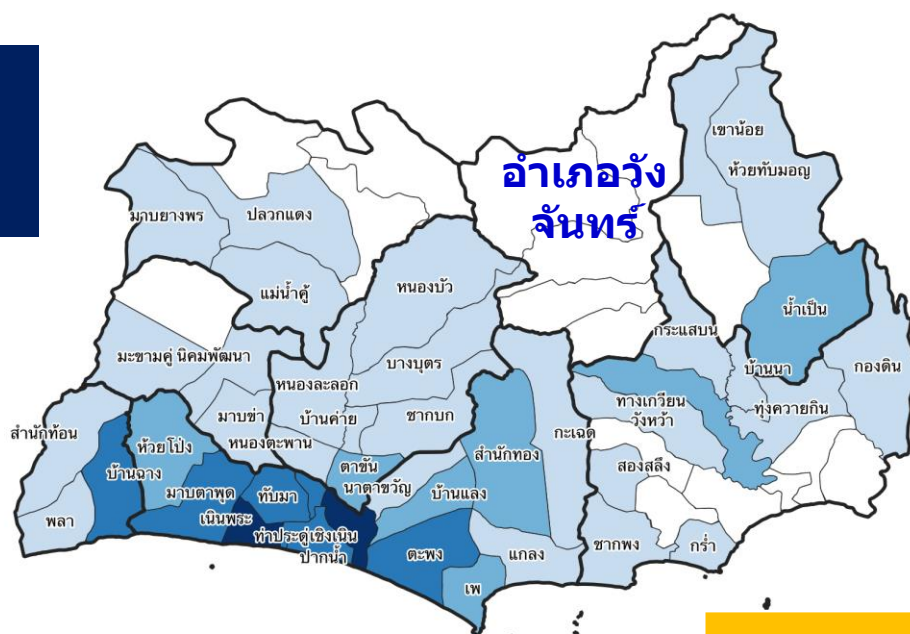 เขาน้อย
อำเภอวัง
จันทร์
ห้วยทับมอญ
มาบยางพร
ปลวกแดง
แม่น้ำคู้
หนองบัว
น้ำเป็น
กระแสบน
มะขามคู่ นิคมพัฒนา
บางบุตร
บ้านนา
กองดิน
หนองละลอก
ทางเกวียน
ทุ่งควายกิน
มาบข่า
บ้านค่าย
ชากบก
วังหว้า
สำนักท้อน
กะเฉด
ห้วยโป่ง
หนองตะพาน
สำนักทอง
บ้านฉาง
ตาขัน
สองสลึง
นาตาขวัญ
บ้านแลง
มาบตาพุด
ทับมา
พลา
เนินพระ
ท่าประดู่
เชิงเนิน
ปากน้ำ
ตะพง
แกลง
ชากพง
กร่ำ
เพ